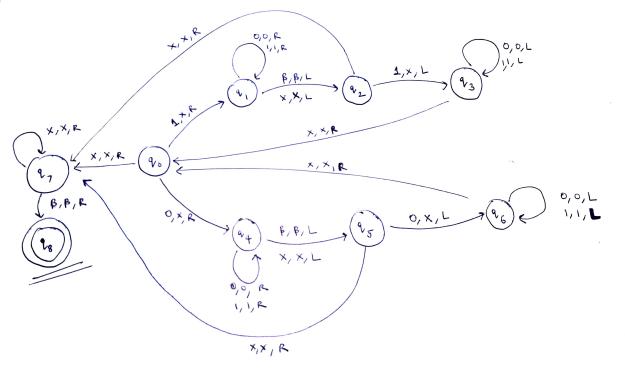 x, x, R
0,0, R
1,1, R
q1
β, β, L
x, x, L
q2
1, x, L
q3
0,0, L
1,1, L
1, x, R
x, x, R
x, x, R
q7
x, x, R
q0
x, x, R
β, β, R
q8
0, x, R
q4
β, β, L
x, x, L
q5
0, x, L
q6
0,0, L
1,1, L
0,0, R
1,1, R
x,x, R